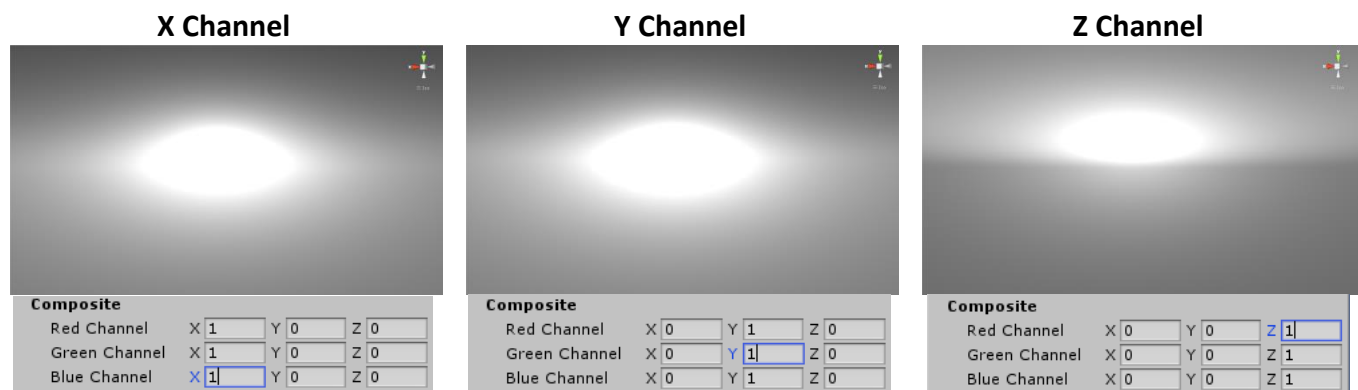 X Channel
Y Channel
Z Channel
Composite
Red Channel X 1 Y 0 Z 0
Green Channel X 1 Y 0 Z 0
Blue Channel X 1 Y 0 Z 0
Composite
Red Channel X 0 Y 1 Z 0
Green Channel X 0 Y 1 Z 0
Blue Channel X 0 Y 1 Z 0
Composite
Red Channel X 0 Y 0 Z 1
Green Channel X 0 Y 0 Z 1
Blue Channel X 0 Y 0 Z 1